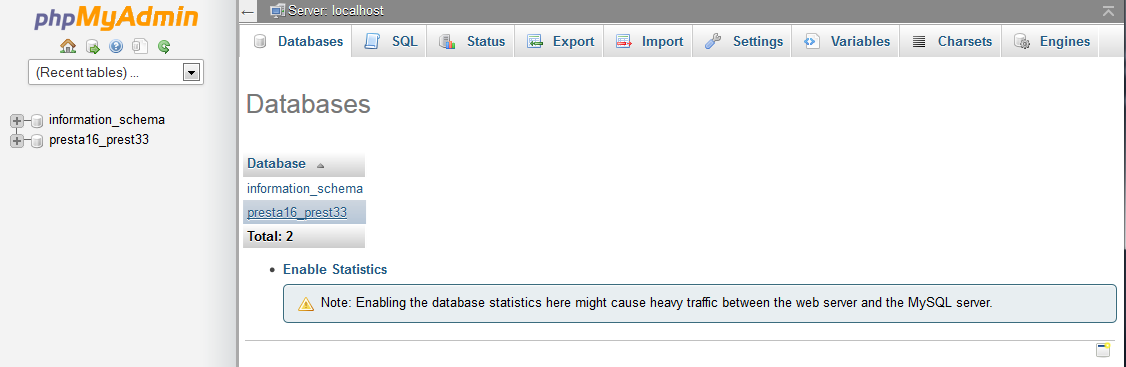 phpMyAdmin
(Recent tables) ...
information_schema
presta16_prest33
Server: localhost
Databases SQL Status Export Import Settings Variables Charsets Engines
Databases
Database
information_schema
presta16_prest33
Total: 2
Enable Statistics
Note: Enabling the database statistics here might cause heavy traffic between the web server and the MySQL server.